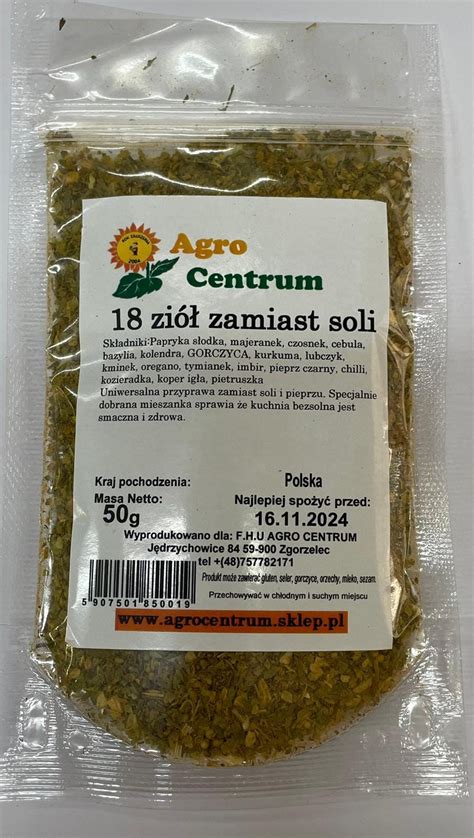 ROK ZAŁOŻENIA
2004
Agro
Centrum
18 ziół zamiast soli
Składniki:Papryka słodka, majeranek, czosnek, cebula,
bazylia, kolendra, GORCZYCA, kurkuma, lubczyk,
kminek, oregano, tymianek, imbir, pieprz czarny, chilli,
kozieradka, koper igła, pietruszka
Uniwersalna przyprawa zamiast soli i pieprzu. Specjalnie
dobrana mieszanka sprawia że kuchnia bezsolna jest
smaczna i zdrowa.
Kraj pochodzenia: Polska
Masa Netto: Najlepiej spożyć przed:
50g 16.11.2024
Wyprodukowano dla: F.H.U AGRO CENTRUM
Jędrzychowice 84 59-900 Zgorzelec
tel +(48)757782171
Produkt może zawierać gluten, seler, gorczyce, orzechy, mleko, sezam.
5 907501 850019
Przechowywać w chłodnym i suchym miejscu
www.agrocentrum.sklep.pl